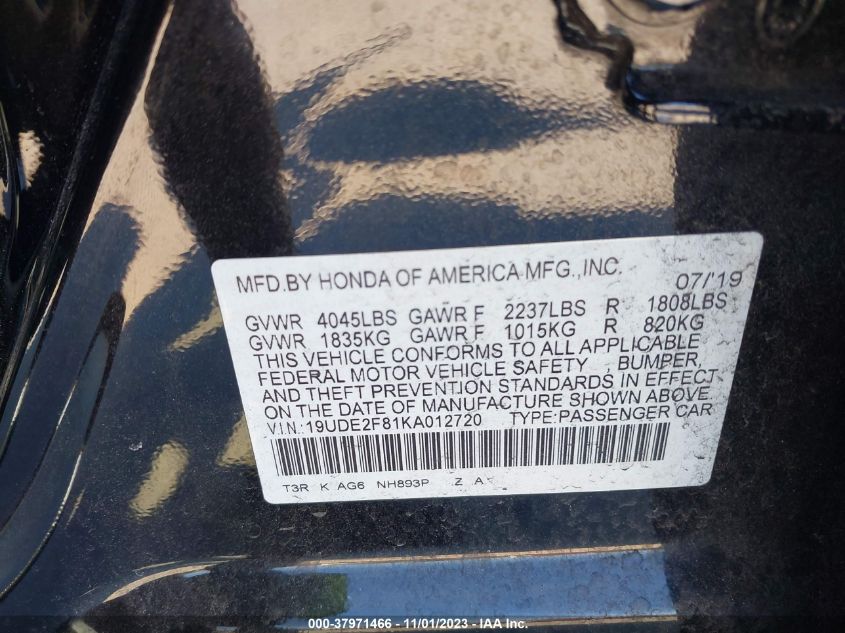 MFD.BY HONDA OF AMERICA MFG.,INC. 07/'19
GVWR 4045LBS GAWR F 2237LBS R 1808LBS
GVWR 1835KG GAWR F 1015KG R 820KG
THIS VEHICLE CONFORMS TO ALL APPLICABLE
FEDERAL MOTOR VEHICLE SAFETY , BUMPER,
AND THEFT PREVENTION STANDARDS IN EFFECT
ON THE DATE OF MANUFACTURE SHOWN ABOVE.
V.I.N.:19UDE2F81KA012720 TYPE:PASSENGER CAR
T3R K AG6 NH893P Z A
000-37971466 - 11/01/2023 - IAA Inc.